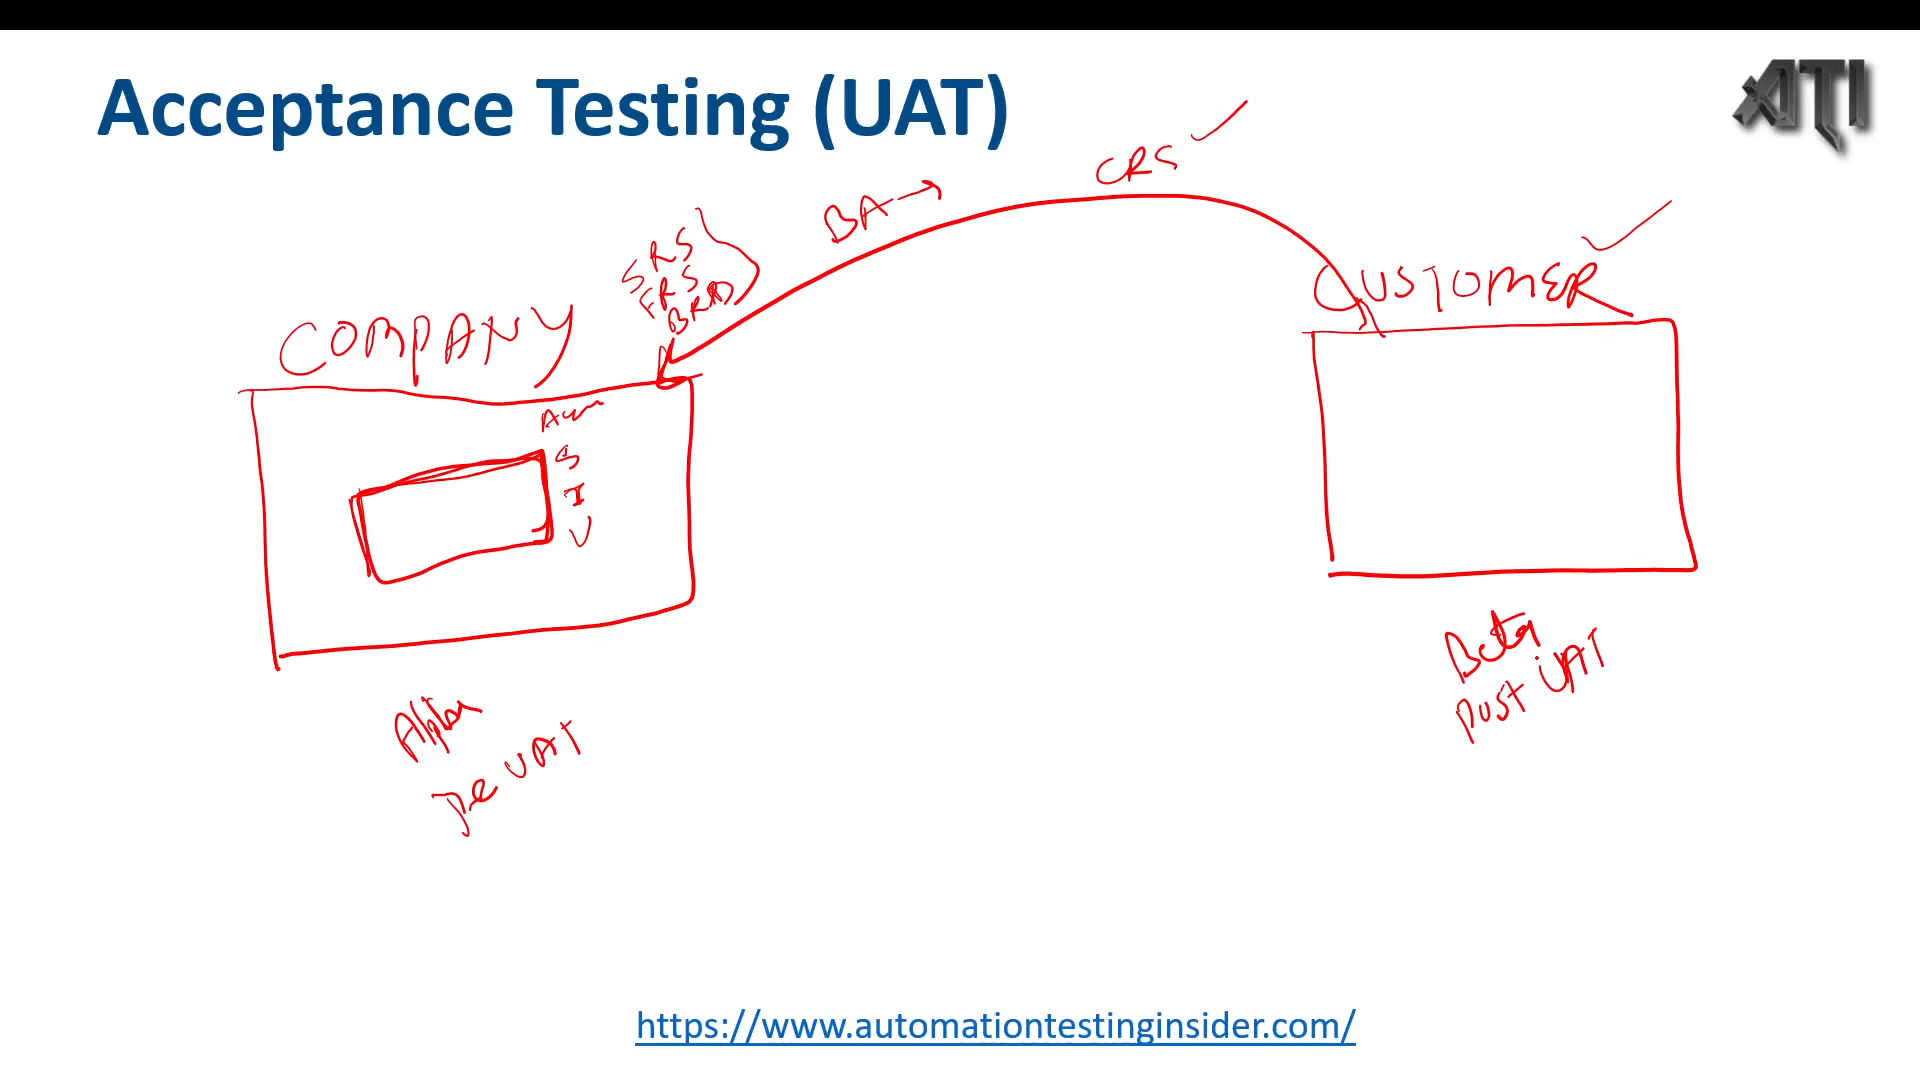 Acceptance Testing (UAT)
ATI
CRS
BA
SRS
FRS
BRD
CUSTOMER
COMPANY
S
I
U
Beta
post UAT
Alpha
UAT
https://www.automationtestinginsider.com/